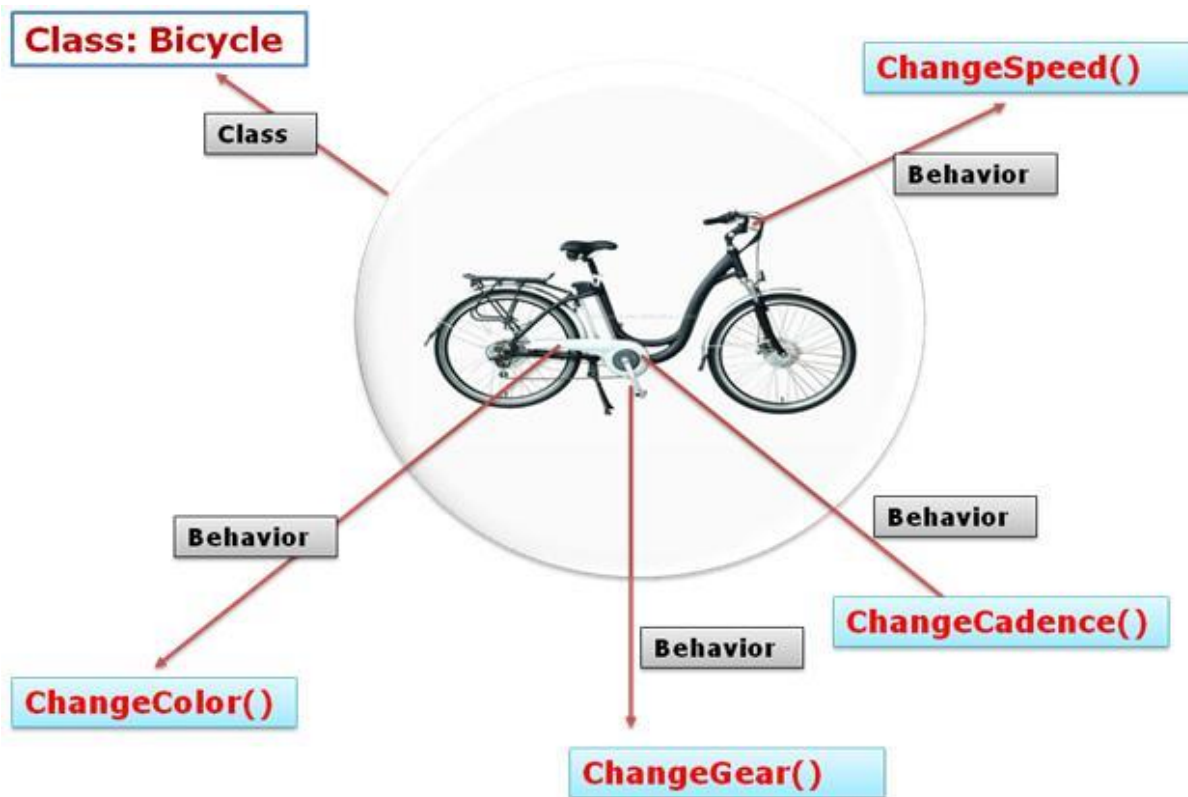 Class: Bicycle
ChangeSpeed()
Class
Behavior
Behavior
Behavior
ChangeCadence()
Behavior
ChangeColor()
ChangeGear()